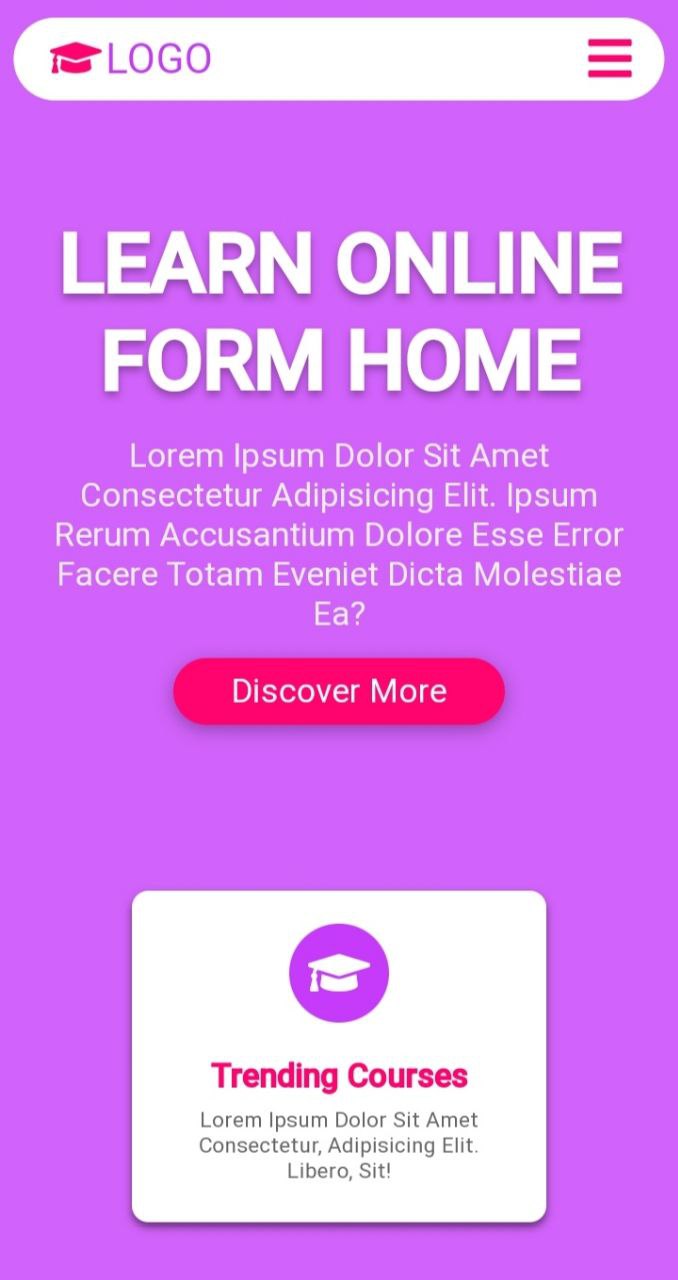 LOGO
LEARN ONLINE
FORM HOME
Lorem Ipsum Dolor Sit Amet
Consectetur Adipisicing Elit. Ipsum
Rerum Accusantium Dolore Esse Error
Facere Totam Eveniet Dicta Molestiae
Ea?
Discover More
Trending Courses
Lorem Ipsum Dolor Sit Amet
Consectetur, Adipisicing Elit.
Libero, Sit!